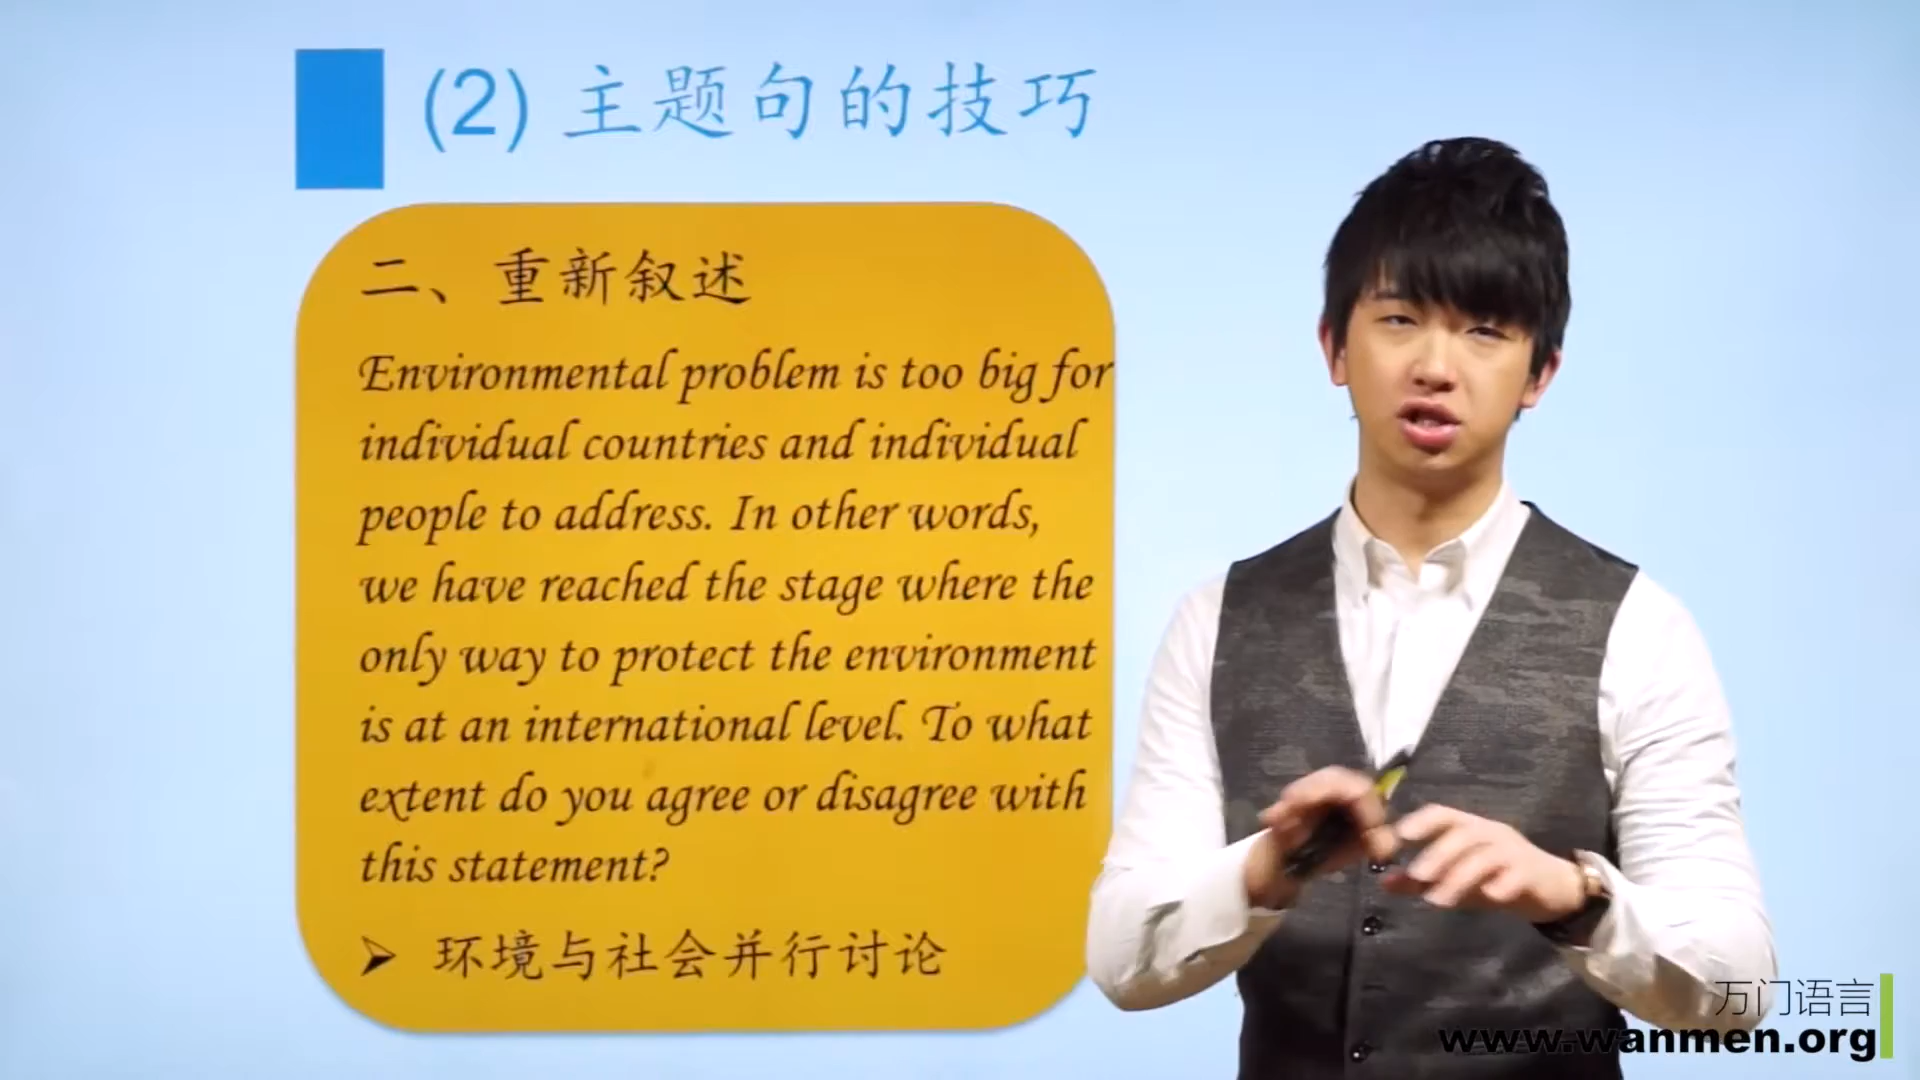 (2) 主题句的技巧
二、重新叙述
Environmental problem is too big for
individual countries and individual
people to address. In other words,
we have reached the stage where the
only way to protect the environment
is at an international level. To what
extent do you agree or disagree with
this statement?
➢ 环境与社会并行讨论
万门语言
www.wanmen.org